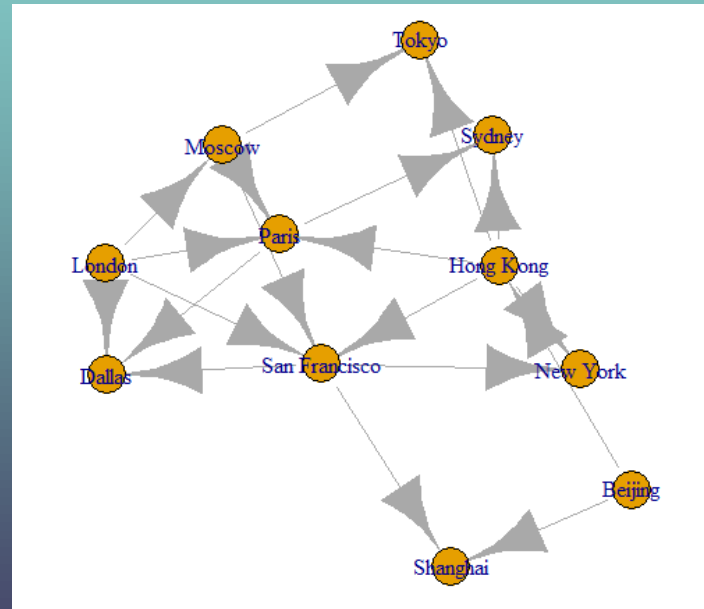 Tokyo
Sydney
Moscow
Paris
London
Hong Kong
San Francisco
New York
Dallas
Beijing
Shanghai